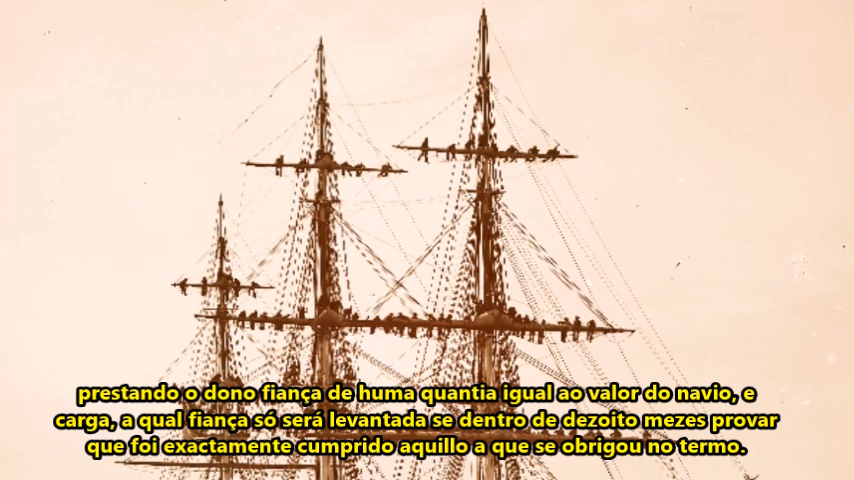 prestando o dono fiança de huma quantia igual ao valor do navio, e
carga, a qual fiança só será levantada se dentro de dezoito mezes provar
que foi exactamente cumprido aquillo a que se obrigou no termo.